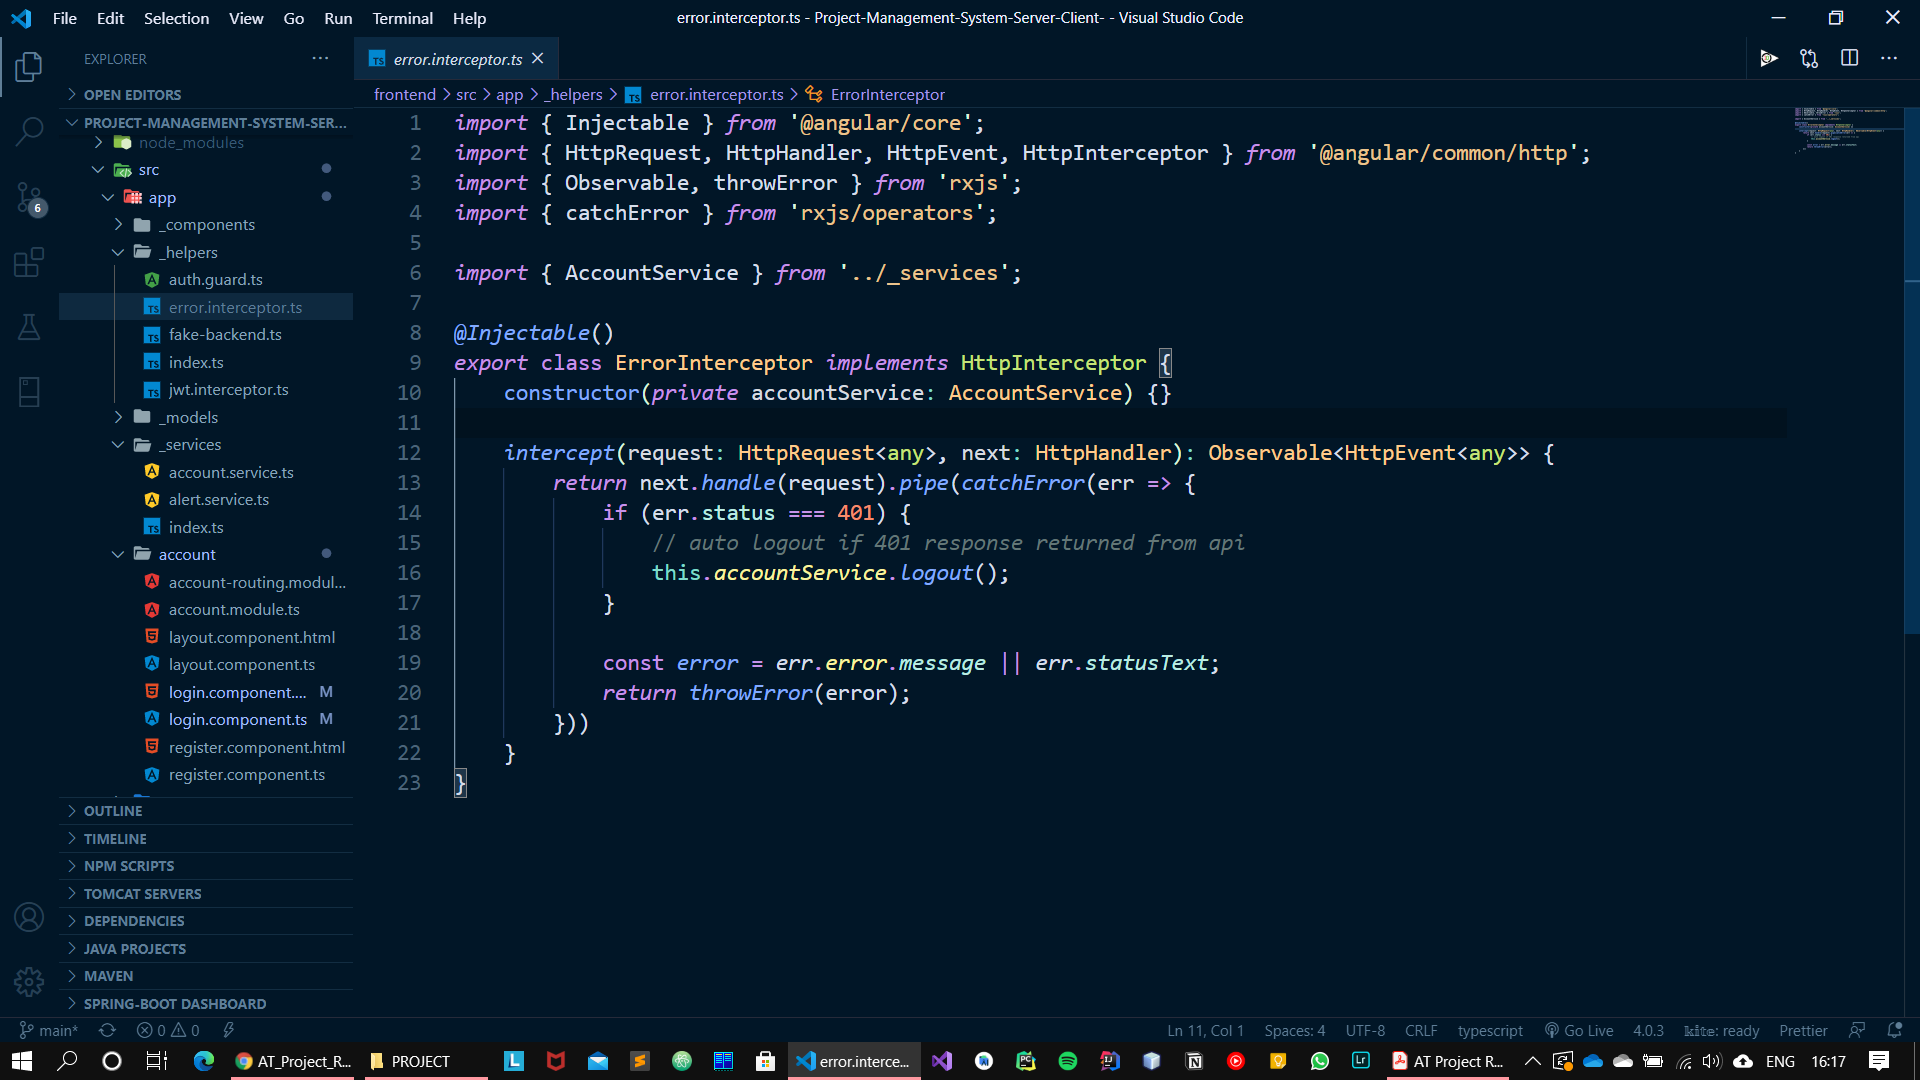 File Edit Selection View Go Run Terminal Help
error.interceptor.ts - Project-Management-System-Server-Client- - Visual Studio Code
EXPLORER
OPEN EDITORS
PROJECT-MANAGEMENT-SYSTEM-SER...
node_modules
src
app
_components
_helpers
auth.guard.ts
error.interceptor.ts
fake-backend.ts
index.ts
jwt.interceptor.ts
_models
_services
account.service.ts
alert.service.ts
index.ts
account
account-routing.modul...
account.module.ts
layout.component.html
layout.component.ts
login.component.... M
login.component.ts M
register.component.html
register.component.ts
OUTLINE
TIMELINE
NPM SCRIPTS
TOMCAT SERVERS
DEPENDENCIES
JAVA PROJECTS
MAVEN
SPRING-BOOT DASHBOARD
6
error.interceptor.ts
frontend > src > app > _helpers > TS error.interceptor.ts > ErrorInterceptor
1 import { Injectable } from '@angular/core';
2 import { HttpRequest, HttpHandler, HttpEvent, HttpInterceptor } from '@angular/common/http';
3 import { Observable, throwError } from 'rxjs';
4 import { catchError } from 'rxjs/operators';
5
6 import { AccountService } from '../_services';
7
8 @Injectable()
9 export class ErrorInterceptor implements HttpInterceptor {
10     constructor(private accountService: AccountService) {}
11
12     intercept(request: HttpRequest<any>, next: HttpHandler): Observable<HttpEvent<any>> {
13         return next.handle(request).pipe(catchError(err => {
14             if (err.status === 401) {
15                 // auto logout if 401 response returned from api
16                 this.accountService.logout();
17             }
18
19             const error = err.error.message || err.statusText;
20             return throwError(error);
21         }))
22     }
23 }
main* 0 0
Ln 11, Col 1 Spaces: 4 UTF-8 CRLF typescript Go Live 4.0.3 kite: ready Prettier
AT_Project_R... PROJECT error.interce... AT Project R... ENG 16:17